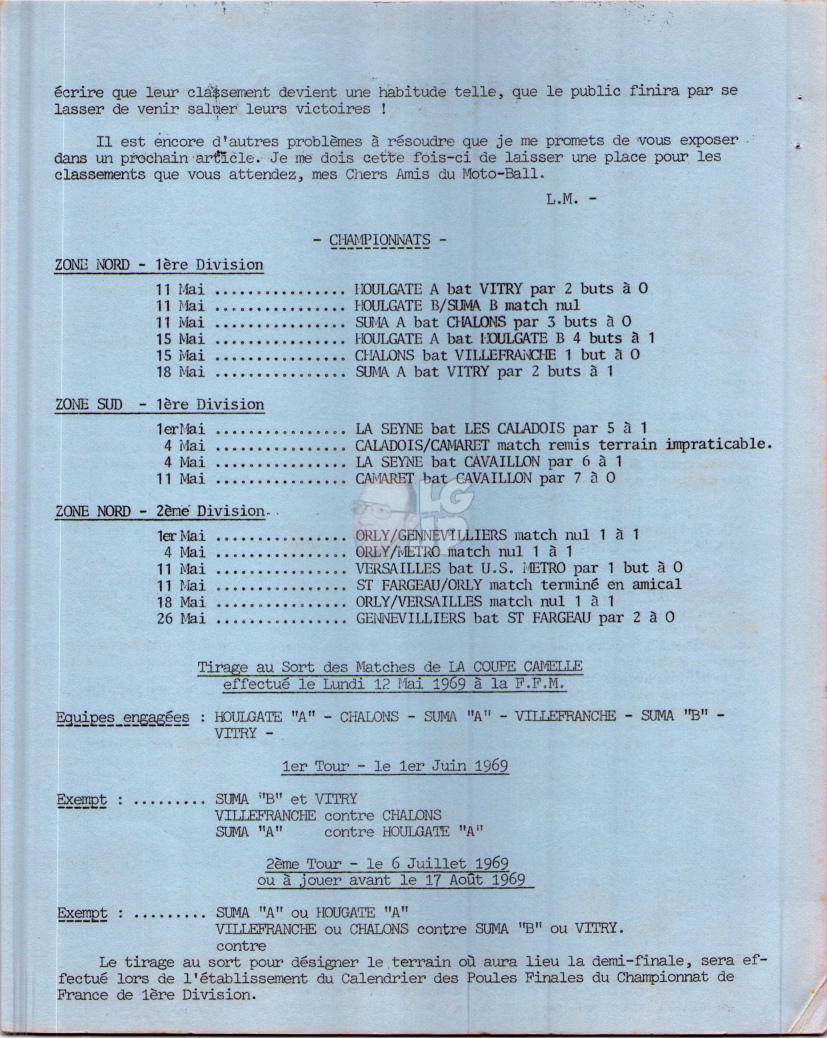 écrire que leur classement devient une habitude telle, que le public finira par se
lasser de venir saluer leurs victoires !
Il est encore d'autres problèmes à résoudre que je me promets de vous exposer
dans un prochain article. Je me dois cette fois-ci de laisser une place pour les
classements que vous attendez, mes Chers Amis du Moto-Ball.
L.M. -
- CHAMPIONNATS -
ZONE NORD - 1ère Division
11 Mai ................ HOULGATE A bat VITRY par 2 buts à 0
11 Mai ................ HOULGATE B/SUMA B match nul
11 Mai ................ SUMA A bat CHALONS par 3 buts à 0
15 Mai ................ HOULGATE A bat HOULGATE B 4 buts à 1
15 Mai ................ CHALONS bat VILLEFRANCHE 1 but à 0
18 Mai ................ SUMA A bat VITRY par 2 buts à 1
ZONE SUD - 1ère Division
1er Mai ................ LA SEYNE bat LES CALADOIS par 5 à 1
4 Mai ................ CALADOIS/CAMARET match remis terrain impraticable.
4 Mai ................ LA SEYNE bat CAVAILLON par 6 à 1
11 Mai ................ CAMARET bat CAVAILLON par 7 à 0
LG
JD
ZONE NORD - 2ème Division.
1er Mai ................ ORLY/GENNEVILLIERS match nul 1 à 1
4 Mai ................ ORLY/METRO match nul 1 à 1
11 Mai ................ VERSAILLES bat U.S. METRO par 1 but à 0
11 Mai ................ ST FARGEAU/ORLY match terminé en amical
18 Mai ................ ORLY/VERSAILLES match nul 1 à 1
26 Mai ................ GENNEVILLIERS bat ST FARGEAU par 2 à 0
Tirage au Sort des Matches de LA COUPE CAMELLE
effectué le Lundi 12 Mai 1969 à la F.F.M.
Equipes engagées : HOULGATE "A" - CHALONS - SUMA "A" - VILLEFRANCHE - SUMA "B" -
VITRY -
1er Tour - le 1er Juin 1969
Exempt : ......... SUMA "B" et VITRY
VILLEFRANCHE contre CHALONS
SUMA "A" contre HOULGATE "A"
2ème Tour - le 6 Juillet 1969
ou à jouer avant le 17 Août 1969
Exempt : ......... SUMA "A" ou HOUGATE "A"
VILLEFRANCHE ou CHALONS contre SUMA "B" ou VITRY.
contre
Le tirage au sort pour désigner le terrain où aura lieu la demi-finale, sera ef-
fectué lors de l'établissement du Calendrier des Poules Finales du Championnat de
France de 1ère Division.